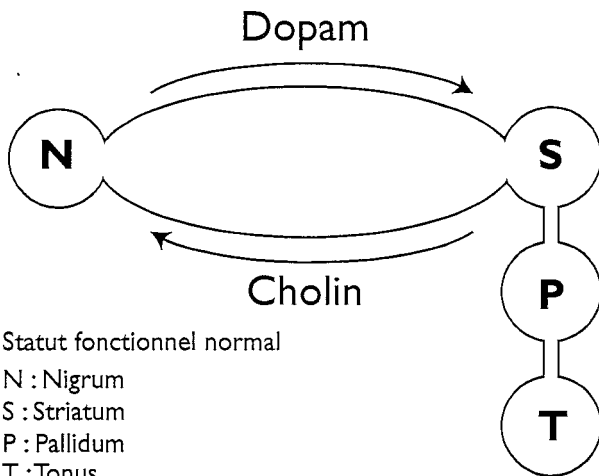 Dopam
N
S
Cholin
P
T
Statut fonctionnel normal
N : Nigrum
S : Striatum
P : Pallidum
T : Tonus